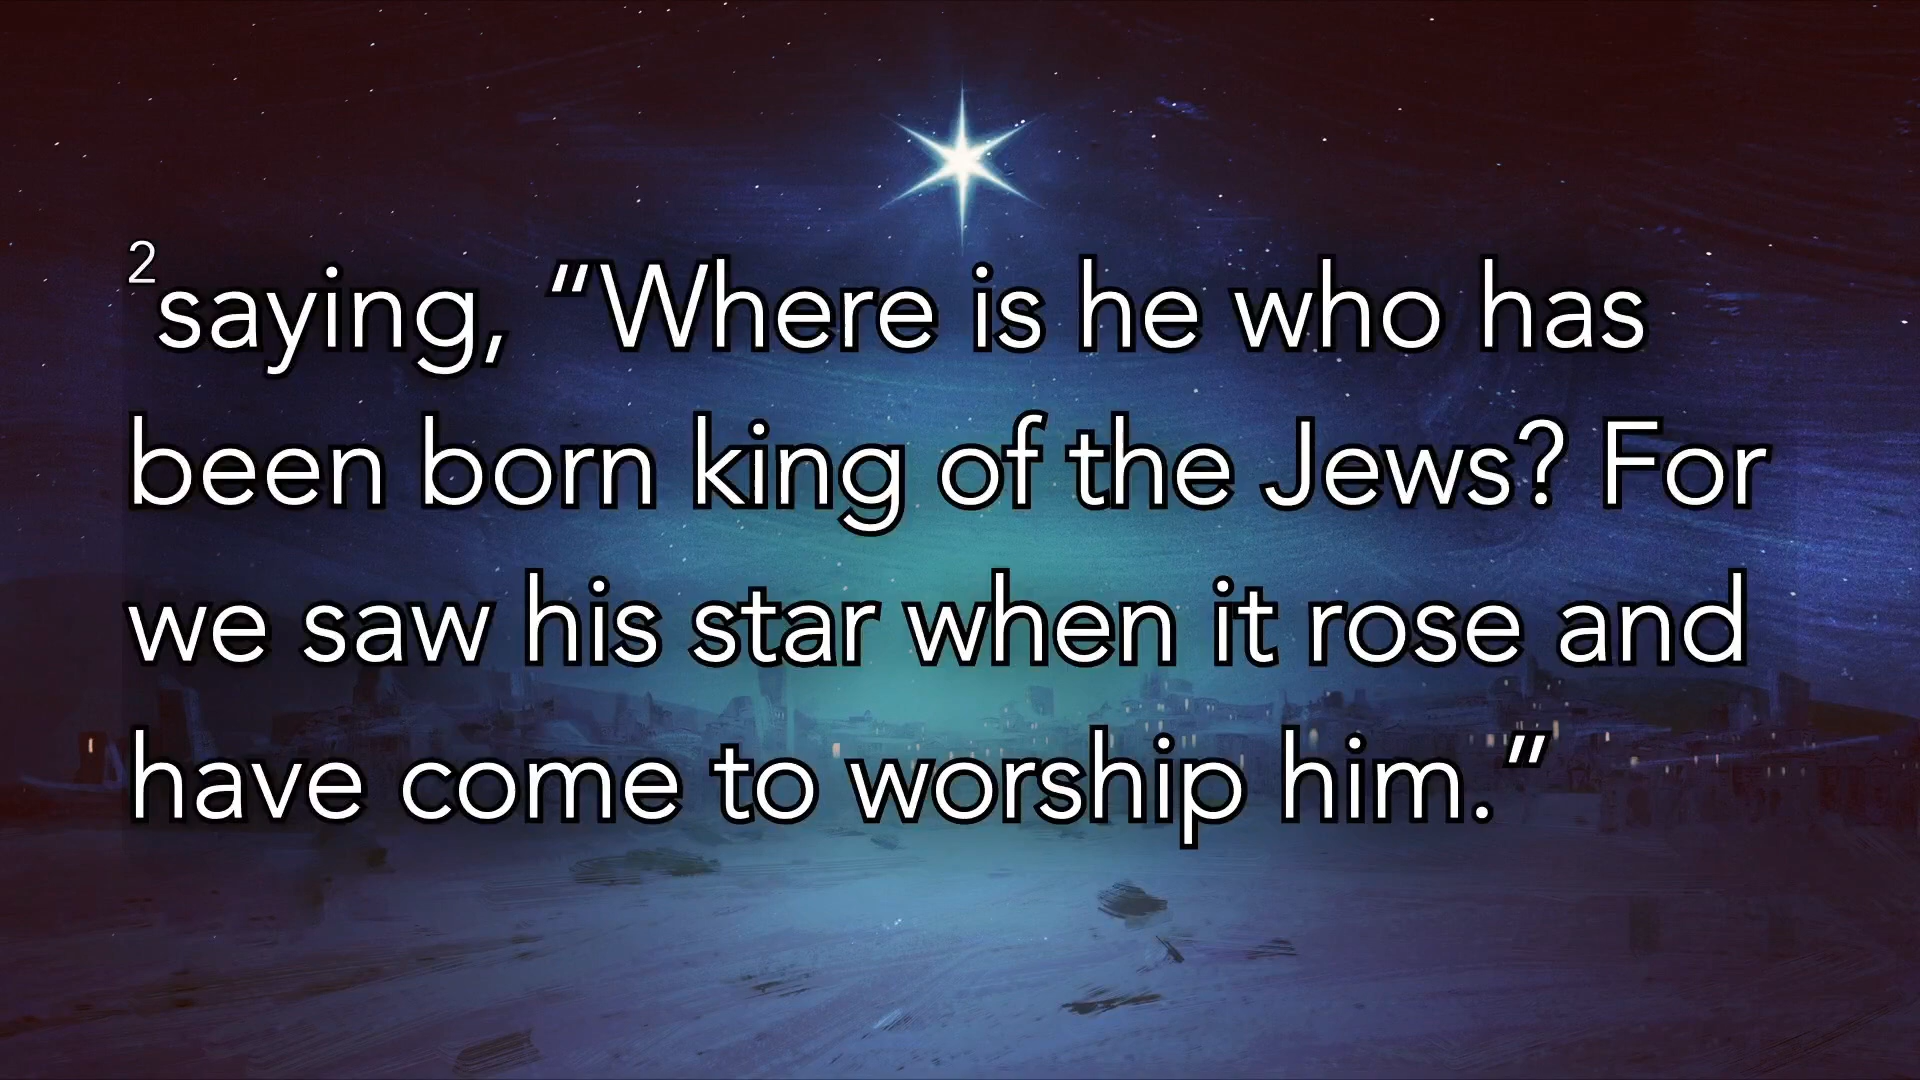 2saying, “Where is he who has
been born king of the Jews? For
we saw his star when it rose and
have come to worship him.”